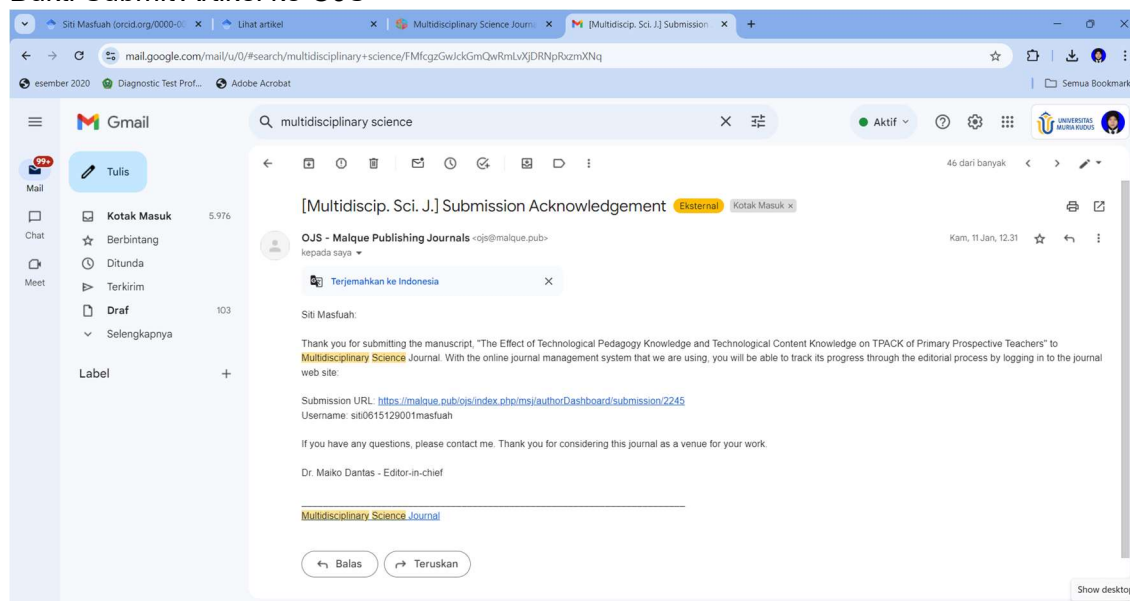 Bukti Submit Artikel ke OJS
Siti Masfuah (orcid.org/0000-0
Lihat artikel
Multidisciplinary Science Journ
[Multidiscip. Sci. J.] Submission
mail.google.com/mail/u/0/#search/multidisciplinary+science/FMfcgzGwJckGmQwRmLvXjDRNpRxzmXNq
esember 2020
Diagnostic Test Prof...
Adobe Acrobat
Semua Bookmark
Gmail
multidisciplinary science
Aktif
UNIVERSITAS
MURIA KUDUS
99+
Mail
Chat
Meet
Tulis
Kotak Masuk 5.976
Berbintang
Ditunda
Terkirim
Draf 103
Selengkapnya
Label
46 dari banyak
[Multidiscip. Sci. J.] Submission Acknowledgement Eksternal Kotak Masuk ×
OJS - Malque Publishing Journals <ojs@malque.pub> Kam, 11 Jan, 12.31
kepada saya
Terjemahkan ke Indonesia
Siti Masfuah:
Thank you for submitting the manuscript, "The Effect of Technological Pedagogy Knowledge and Technological Content Knowledge on TPACK of Primary Prospective Teachers" to
Multidisciplinary Science Journal. With the online journal management system that we are using, you will be able to track its progress through the editorial process by logging in to the journal
web site:
Submission URL: https://malque.pub/ojs/index.php/msj/authorDashboard/submission/2245
Username: siti0615129001masfuah
If you have any questions, please contact me. Thank you for considering this journal as a venue for your work.
Dr. Maiko Dantas - Editor-in-chief
Multidisciplinary Science Journal
Balas
Teruskan
Show desktop